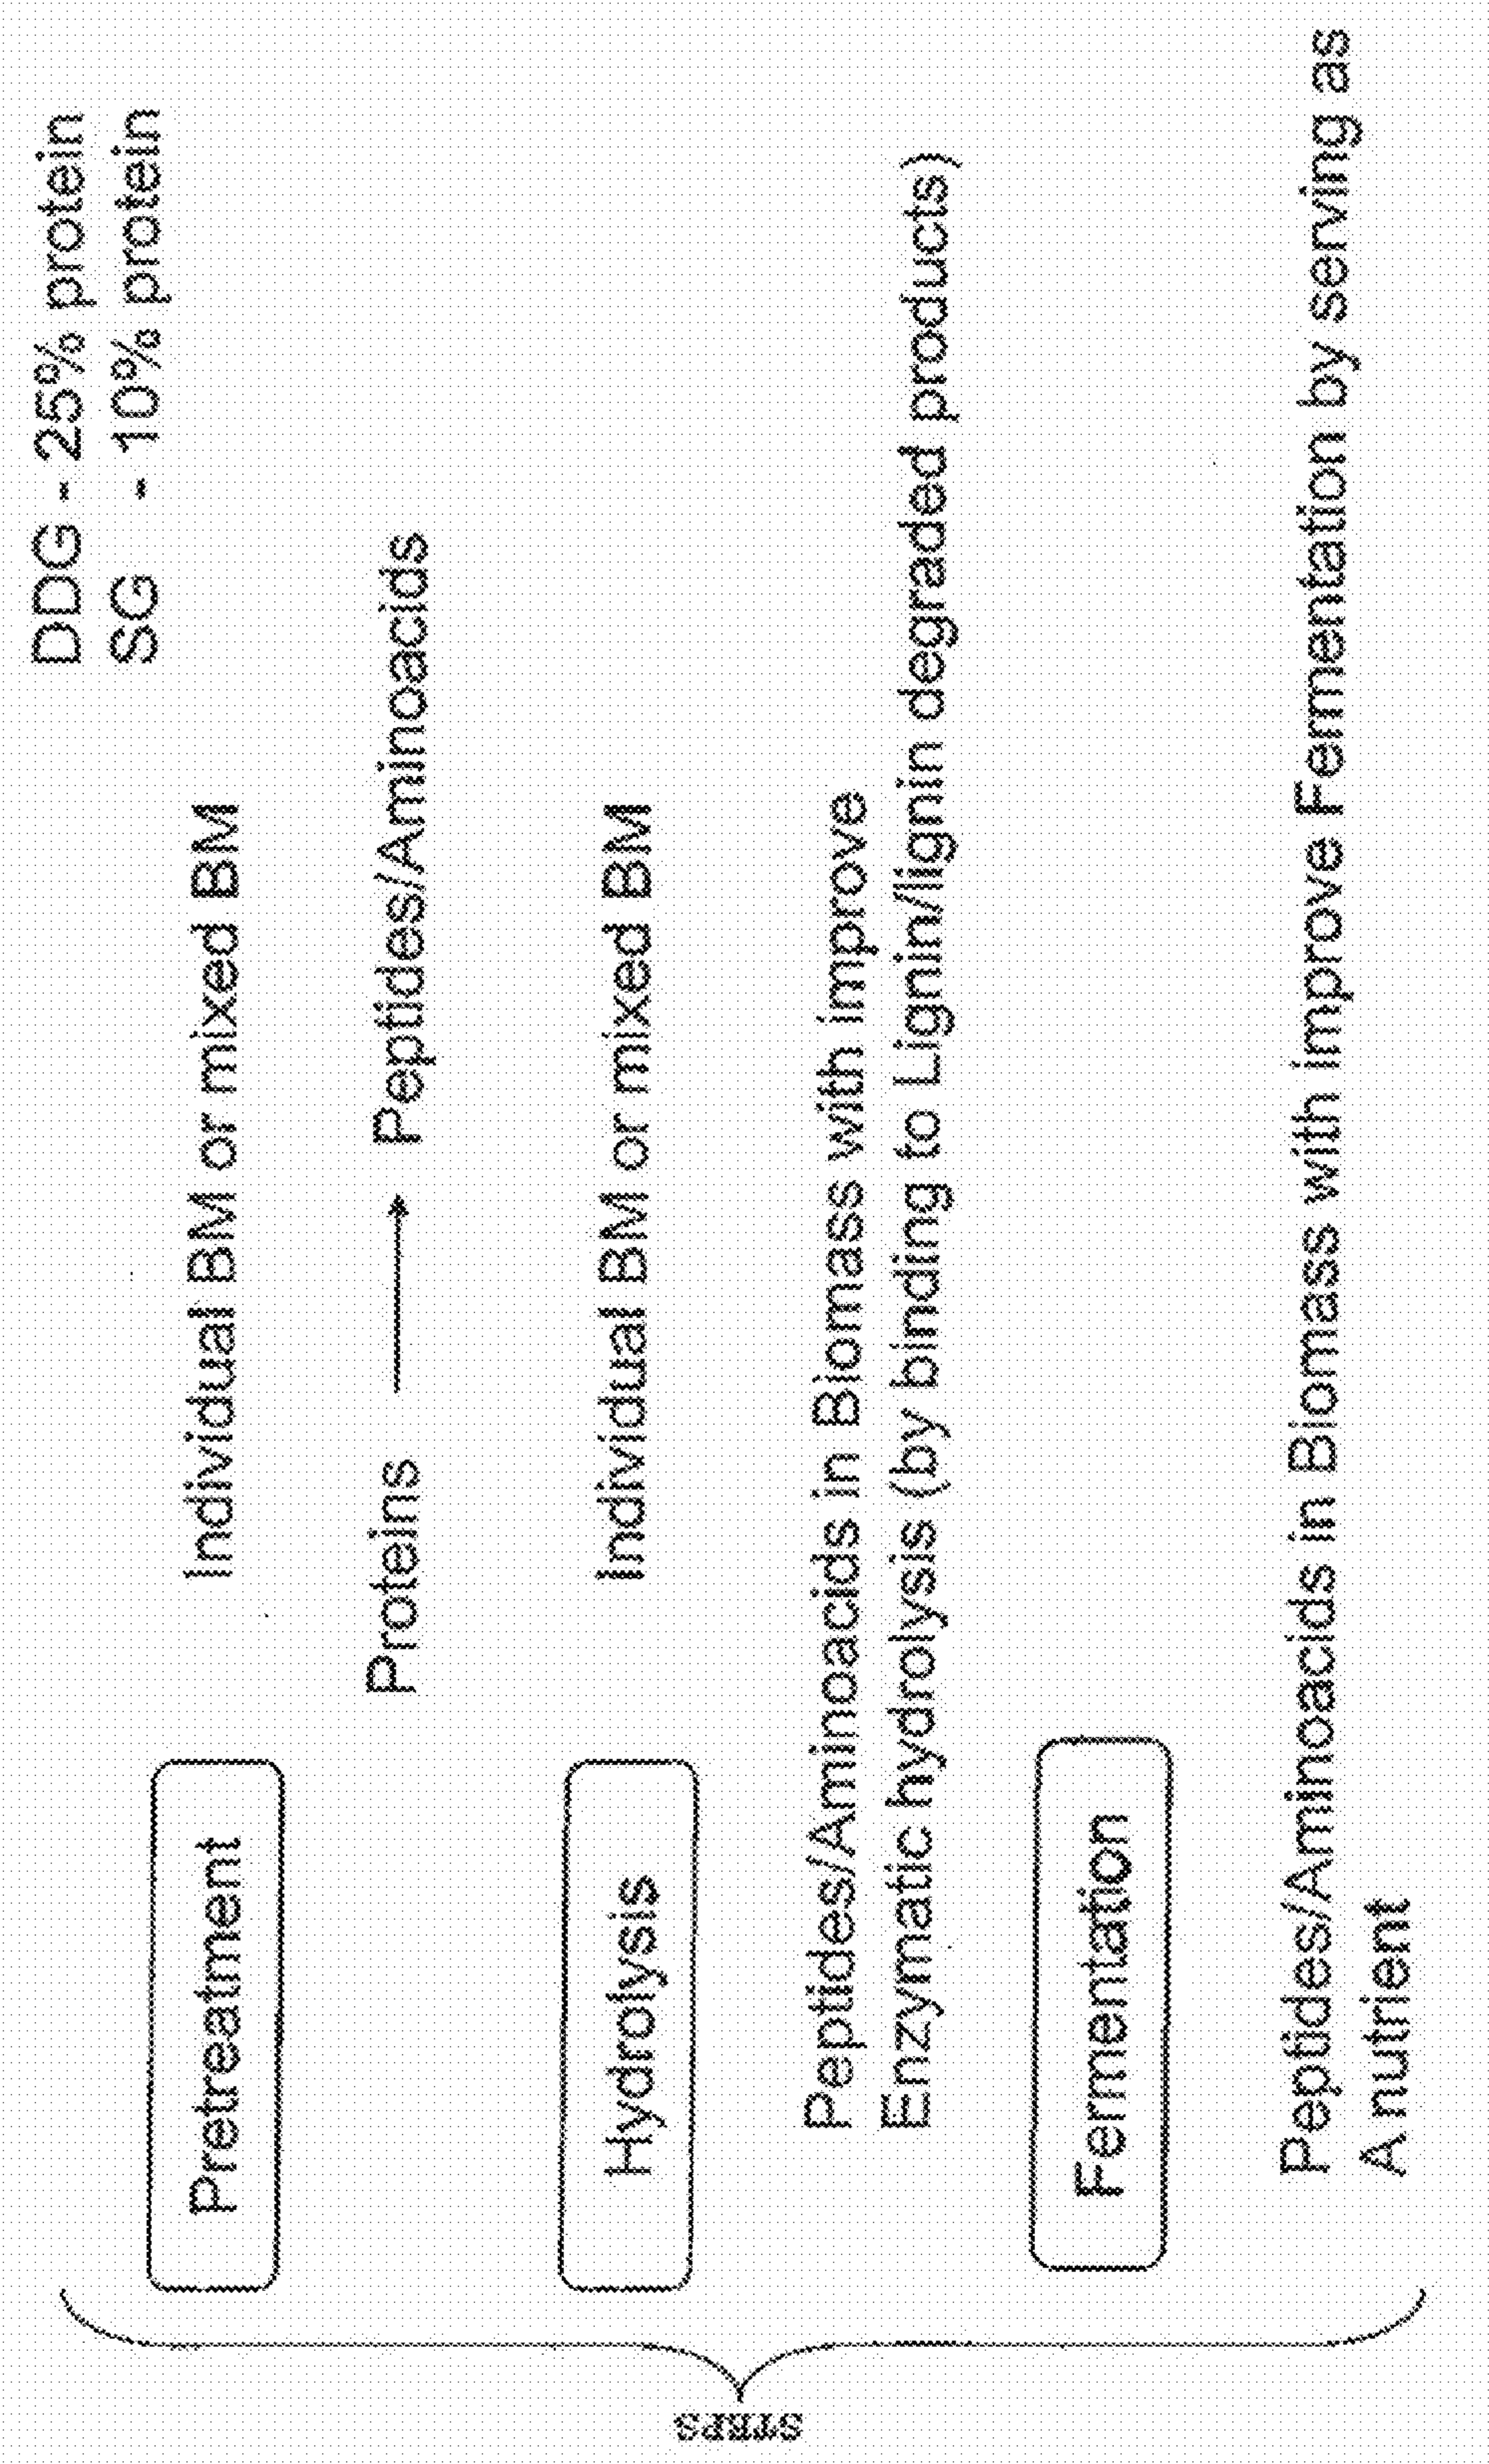 DDG - 25% protein
SG - 10% protein
Pretreatment
Individual BM or mixed BM
Proteins
Peptides/Aminoacids
Hydrolysis
Individual BM or mixed BM
Peptides/Aminoacids in Biomass with improve
Enzymatic hydrolysis (by binding to Lignin/lignin degraded products)
Fermentation
Peptides/Aminoacids in Biomass with improve Fermentation by serving as
A nutrient
STEPS